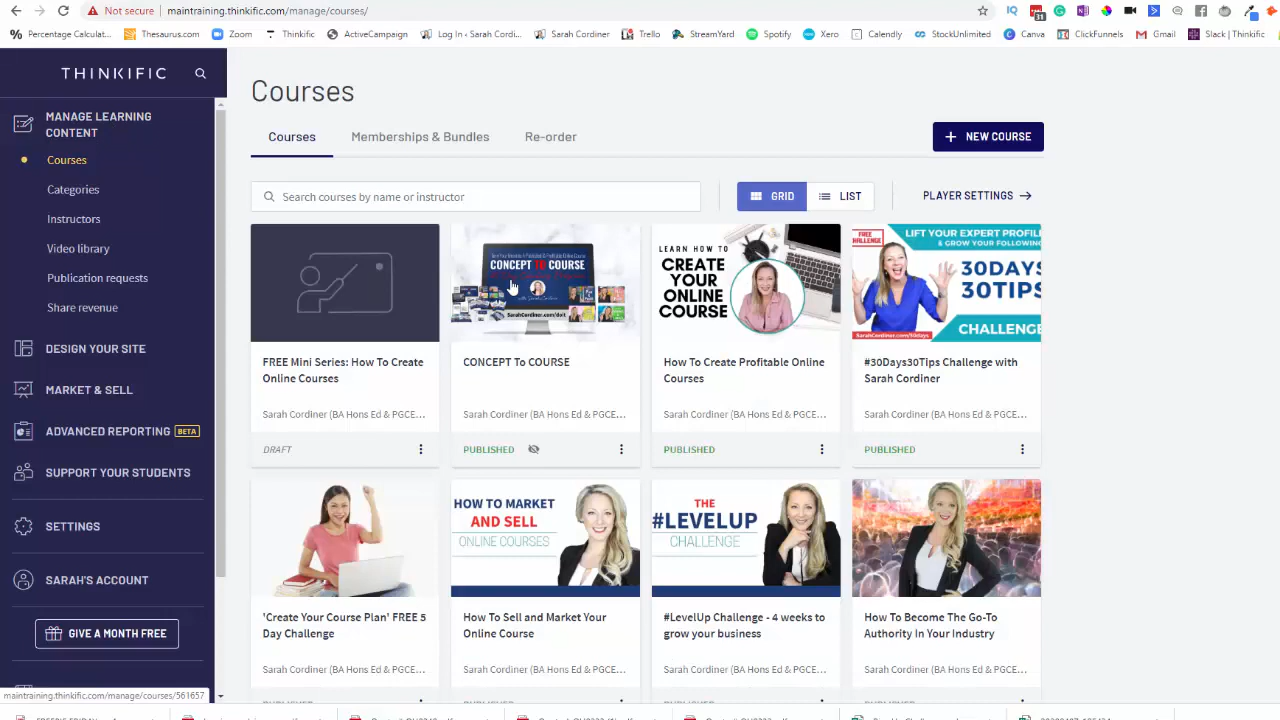 Not secure maintraining.thinkific.com/manage/courses/
31
Percentage Calculat... Thesaurus.com Zoom Thinkific ActiveCampaign Log In ‹ Sarah Cordi... Sarah Cordiner Trello StreamYard Spotify Xero Calendly StockUnlimited Canva ClickFunnels Gmail Slack | Thinkific
THINKIFIC
MANAGE LEARNING
CONTENT
Courses
Categories
Instructors
Video library
Publication requests
Share revenue
DESIGN YOUR SITE
MARKET & SELL
ADVANCED REPORTING BETA
SUPPORT YOUR STUDENTS
SETTINGS
SARAH'S ACCOUNT
GIVE A MONTH FREE
maintraining.thinkific.com/manage/courses/561657
Courses
Courses Memberships & Bundles Re-order
+ NEW COURSE
Search courses by name or instructor
GRID LIST
PLAYER SETTINGS →
CONCEPT TO COURSE
SarahCordiner.com/doit
LEARN HOW TO
CREATE
YOUR
ONLINE
COURSE
FREE
CHALLENGE
LIFT YOUR EXPERT PROFIL
& GROW YOUR FOLLOWING
30DAYS
30TIPS
CHALLENGE
SarahCordiner.com/30days
FREE Mini Series: How To Create
Online Courses
Sarah Cordiner (BA Hons Ed & PGCE...
DRAFT
CONCEPT To COURSE
Sarah Cordiner (BA Hons Ed & PGCE...
PUBLISHED
How To Create Profitable Online
Courses
Sarah Cordiner (BA Hons Ed & PGCE...
PUBLISHED
#30Days30Tips Challenge with
Sarah Cordiner
Sarah Cordiner (BA Hons Ed & PGCE...
PUBLISHED
HOW TO MARKET
AND SELL
ONLINE COURSES
THE
#LEVELUP
CHALLENGE
'Create Your Course Plan' FREE 5
Day Challenge
Sarah Cordiner (BA Hons Ed & PGCE...
How To Sell and Market Your
Online Course
Sarah Cordiner (BA Hons Ed & PGCE...
#LevelUp Challenge - 4 weeks to
grow your business
Sarah Cordiner (BA Hons Ed & PGCE...
How To Become The Go-To
Authority In Your Industry
Sarah Cordiner (BA Hons Ed & PGCE...